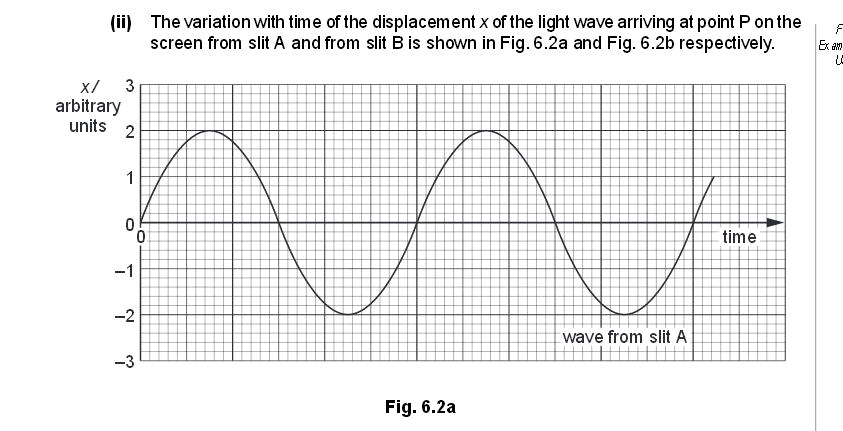 (ii) The variation with time of the displacement x of the light wave arriving at point P on the
screen from slit A and from slit B is shown in Fig. 6.2a and Fig. 6.2b respectively.
F
Exam
U
x/
arbitrary
units
3
2
1
0
0
–1
–2
–3
time
wave from slit A
Fig. 6.2a